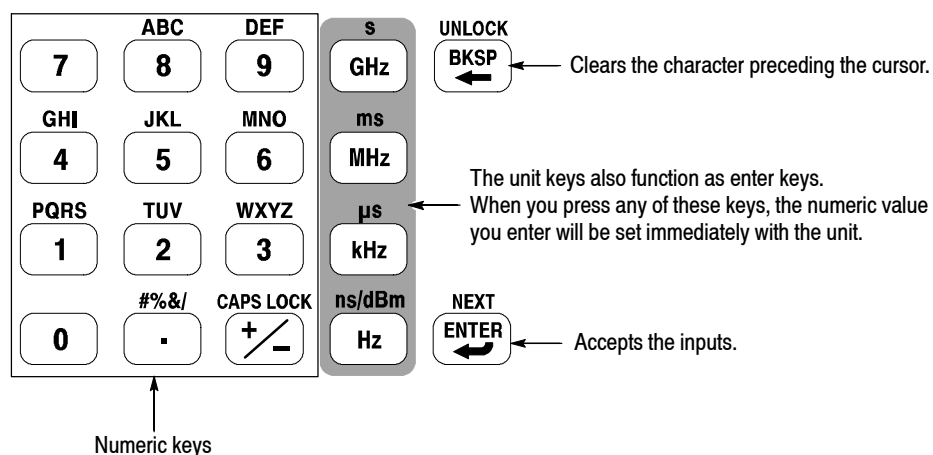 ABC DEF s UNLOCK
7 8 9 GHz BKSP
Clears the character preceding the cursor.
GHI JKL MNO ms
4 5 6 MHz
The unit keys also function as enter keys.
When you press any of these keys, the numeric value
you enter will be set immediately with the unit.
PQRS TUV WXYZ µs
1 2 3 kHz
#%&/ CAPS LOCK ns/dBm NEXT
0 . +/− Hz ENTER
Accepts the inputs.
Numeric keys